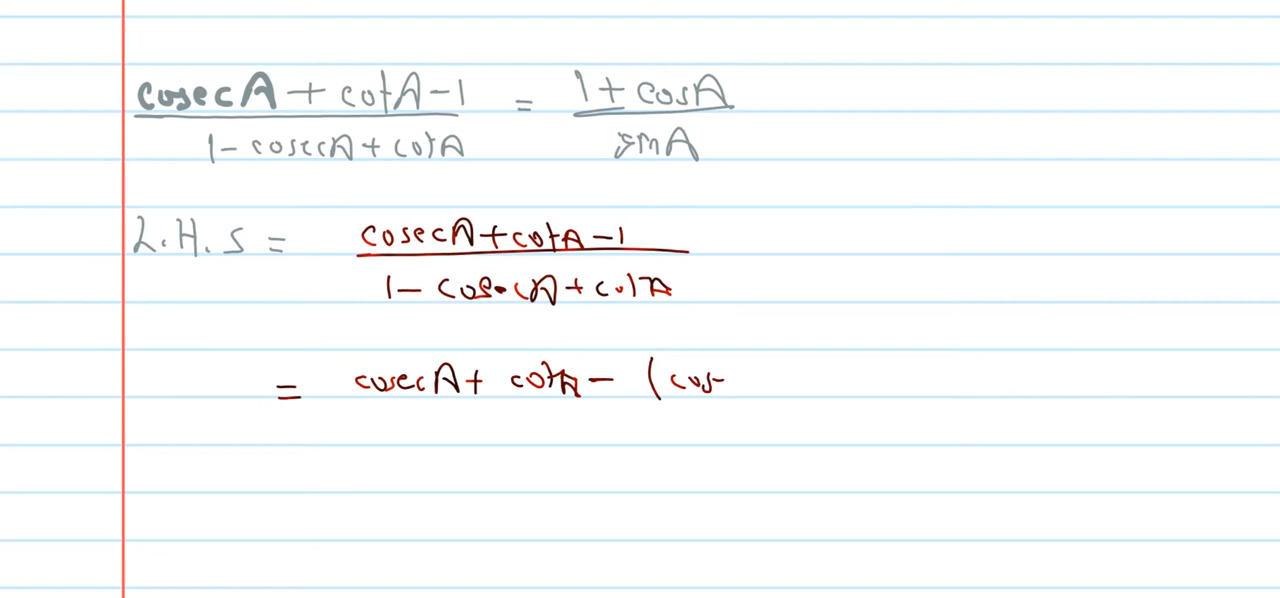 cosecA + cotA - 1 = 1 + cosA
1 - cosecA + cotA sinA
L.H.S = cosecA + cotA - 1
1 - cosecA + cotA
= cosecA + cotA - (cos